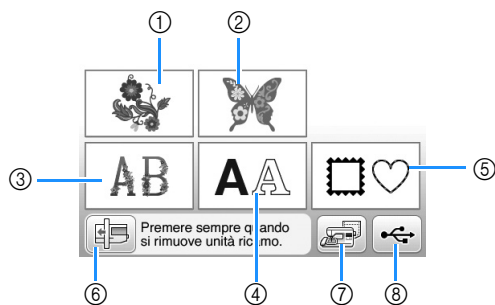 ① ②
③ AB AA ⑤
Premere sempre quando
si rimuove unità ricamo.
⑥ ④ ⑦ ⑧